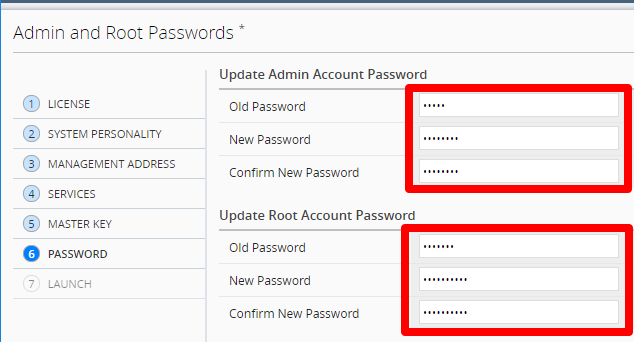 Admin and Root Passwords *
1 LICENSE
2 SYSTEM PERSONALITY
3 MANAGEMENT ADDRESS
4 SERVICES
5 MASTER KEY
6 PASSWORD
7 LAUNCH
Update Admin Account Password
Old Password •••••
New Password ••••••••
Confirm New Password ••••••••
Update Root Account Password
Old Password •••••••
New Password ••••••••••
Confirm New Password ••••••••••